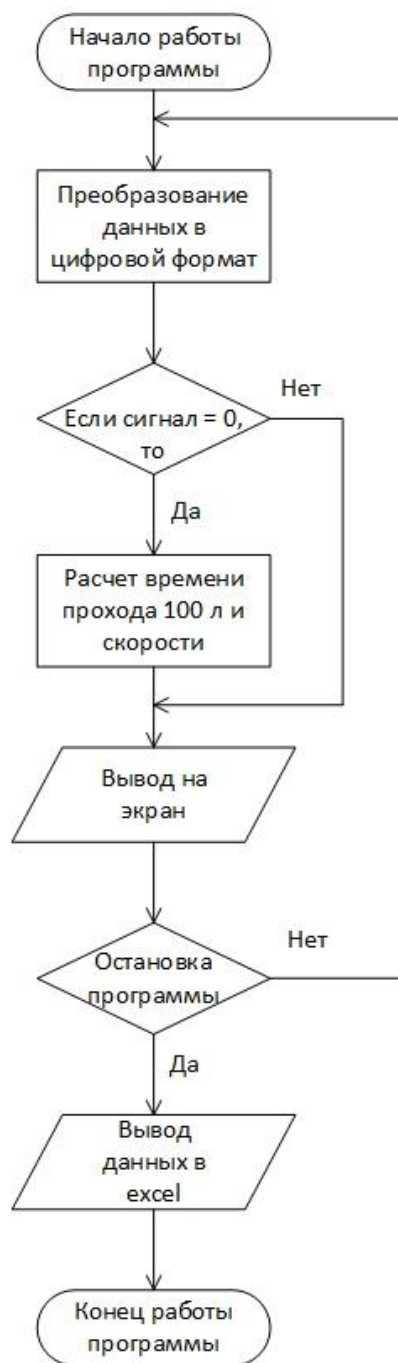 Начало работы
программы
Преобразование
данных в
цифровой формат
Нет
Если сигнал = 0,
то
Да
Расчет времени
прохода 100 л и
скорости
Вывод на
экран
Нет
Остановка
программы
Да
Вывод
данных в
excel
Конец работы
программы